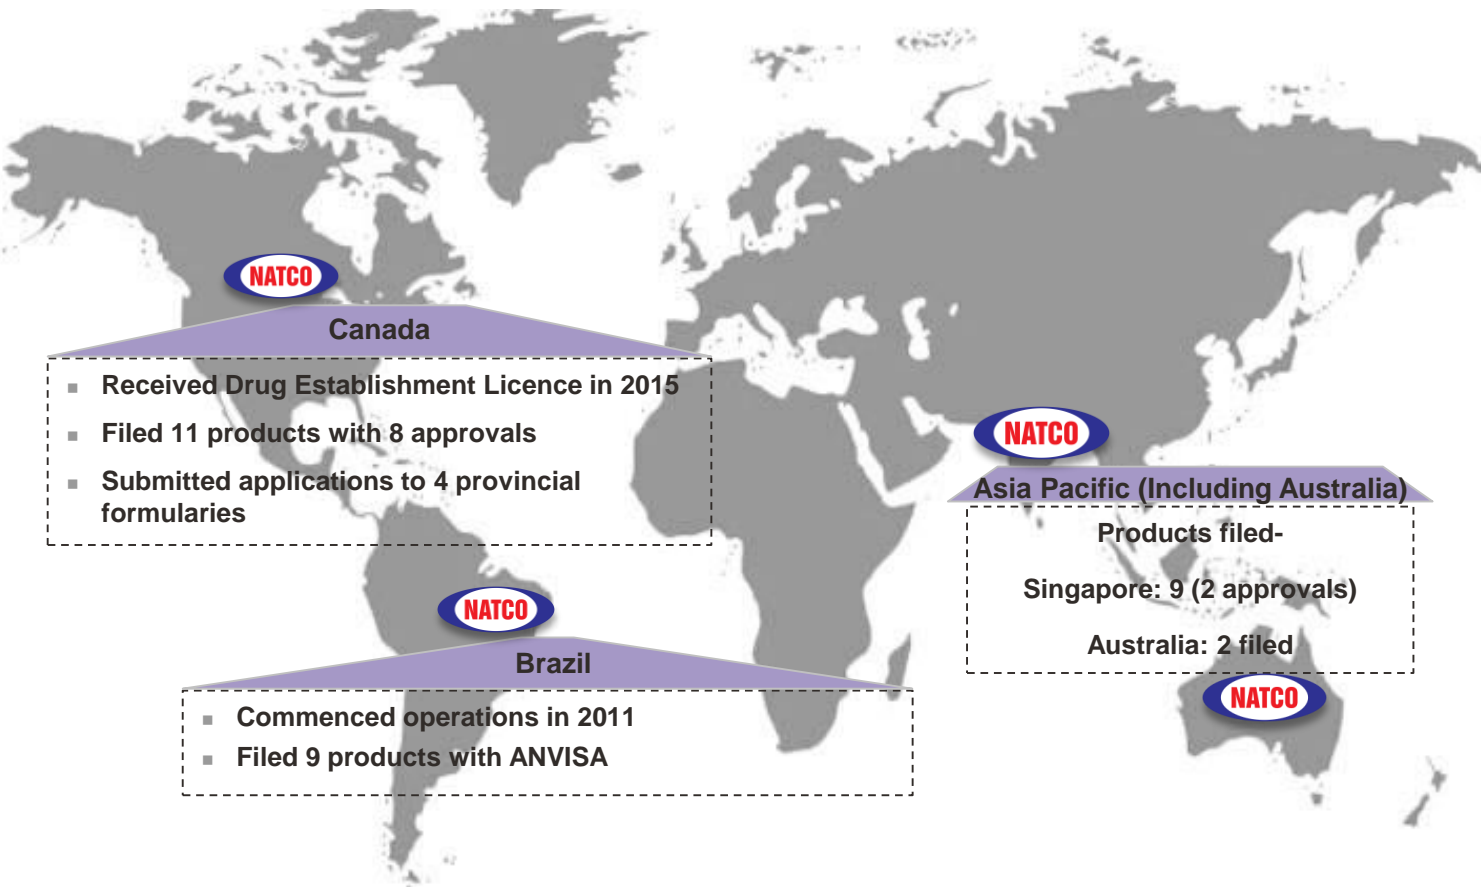 NATCO
Canada
Received Drug Establishment Licence in 2015
Filed 11 products with 8 approvals
Submitted applications to 4 provincial
formularies
NATCO
Asia Pacific (Including Australia)
Products filed-
Singapore: 9 (2 approvals)
Australia: 2 filed
NATCO
NATCO
Brazil
Commenced operations in 2011
Filed 9 products with ANVISA